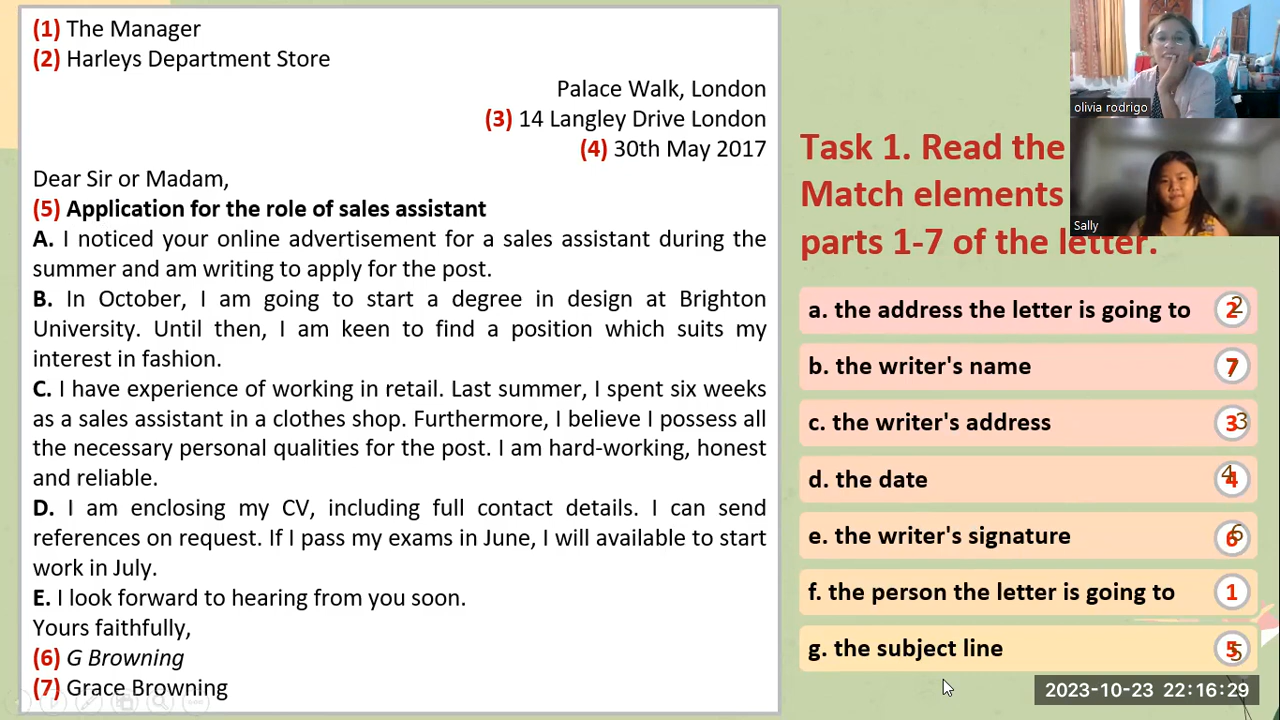 (1) The Manager
(2) Harleys Department Store
Palace Walk, London
(3) 14 Langley Drive London
(4) 30th May 2017
Dear Sir or Madam,
(5) Application for the role of sales assistant
A. I noticed your online advertisement for a sales assistant during the
summer and am writing to apply for the post.
B. In October, I am going to start a degree in design at Brighton
University. Until then, I am keen to find a position which suits my
interest in fashion.
C. I have experience of working in retail. Last summer, I spent six weeks
as a sales assistant in a clothes shop. Furthermore, I believe I possess all
the necessary personal qualities for the post. I am hard-working, honest
and reliable.
D. I am enclosing my CV, including full contact details. I can send
references on request. If I pass my exams in June, I will available to start
work in July.
E. I look forward to hearing from you soon.
Yours faithfully,
(6) G Browning
(7) Grace Browning
olivia rodrigo
Sally
Task 1. Read the
Match elements
parts 1-7 of the letter.
a. the address the letter is going to 2 2
b. the writer's name 7
c. the writer's address 3 3
d. the date 4 4
e. the writer's signature 6 6
f. the person the letter is going to 1
g. the subject line 5 5
2023-10-23 22:16:29